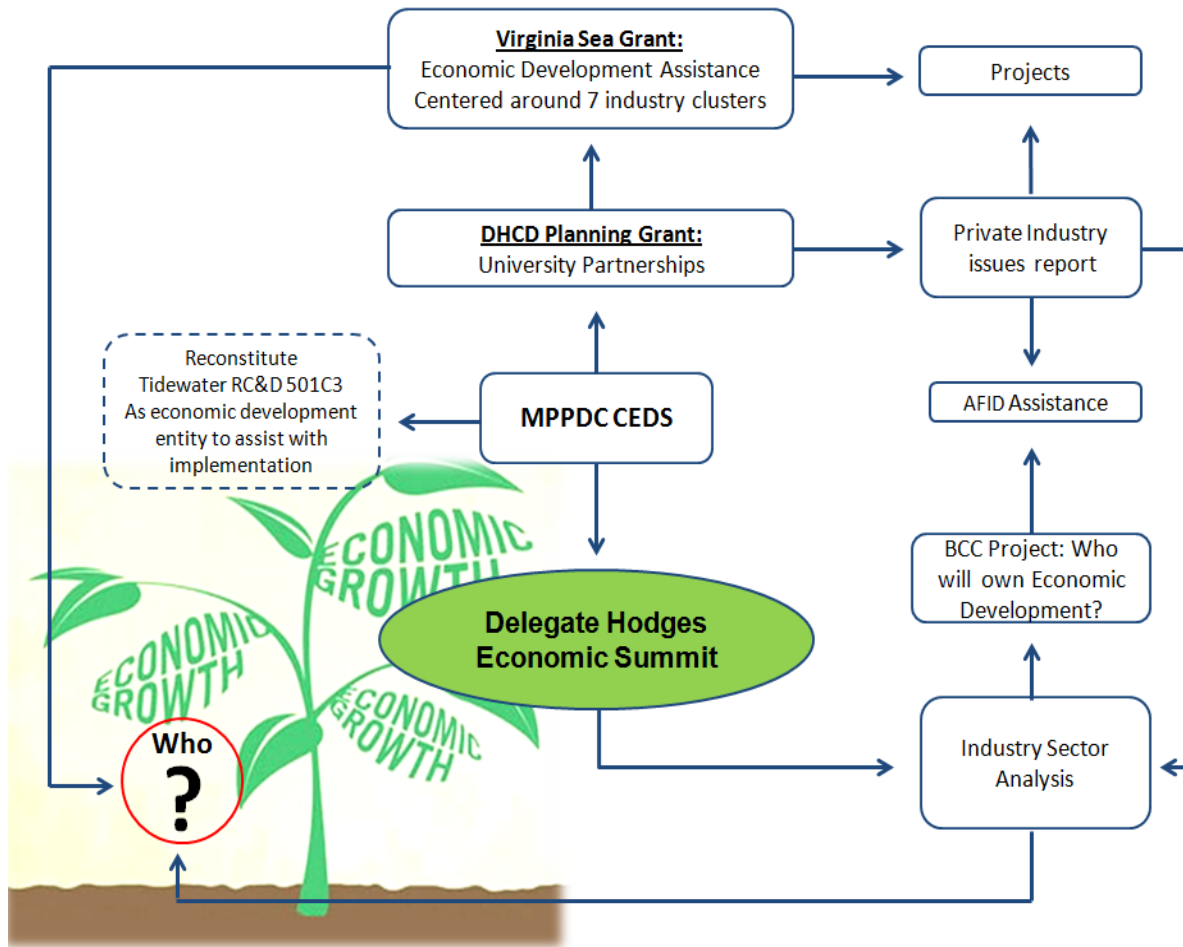 Virginia Sea Grant:
Economic Development Assistance
Centered around 7 industry clusters
Projects
DHCD Planning Grant:
University Partnerships
Private Industry
issues report
Reconstitute
Tidewater RC&D 501C3
As economic development
entity to assist with
implementation
MPPDC CEDS
AFID Assistance
ECONOMIC
GROWTH
BCC Project: Who
will own Economic
Development?
Delegate Hodges
Economic Summit
ECONOMIC
GROWTH
ECONOMIC
GROWTH
Who
?
Industry Sector
Analysis